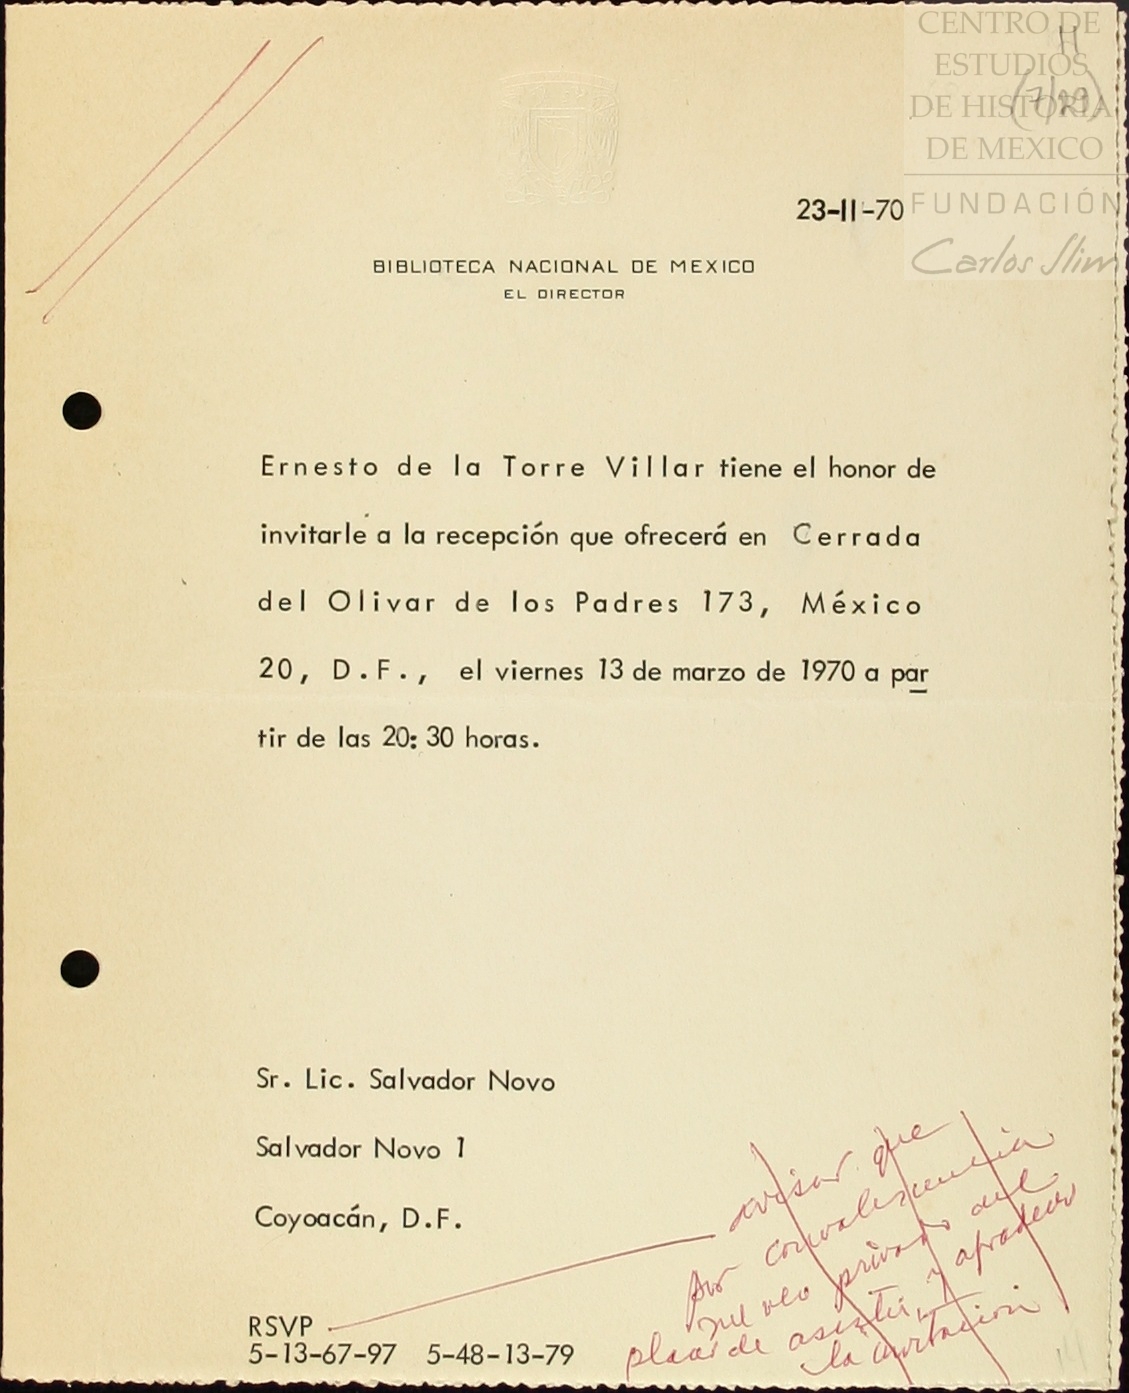 CENTRO DE
ESTUDIOS
DE HISTORIA
DE MEXICO
FUNDACIÓN
Carlos Slim
H
23-II-70
BIBLIOTECA NACIONAL DE MEXICO
EL DIRECTOR
Ernesto de la Torre Villar tiene el honor de
invitarle a la recepción que ofrecerá en Cerrada
del Olivar de los Padres 173, México
20, D.F., el viernes 13 de marzo de 1970 a par
tir de las 20:30 horas.
Sr. Lic. Salvador Novo
Salvador Novo 1
Coyoacán, D.F.
avisar que
por convalescencia
me veo privado del
placer de asistir, y agradecer
la invitación
RSVP
5-13-67-97 5-48-13-79